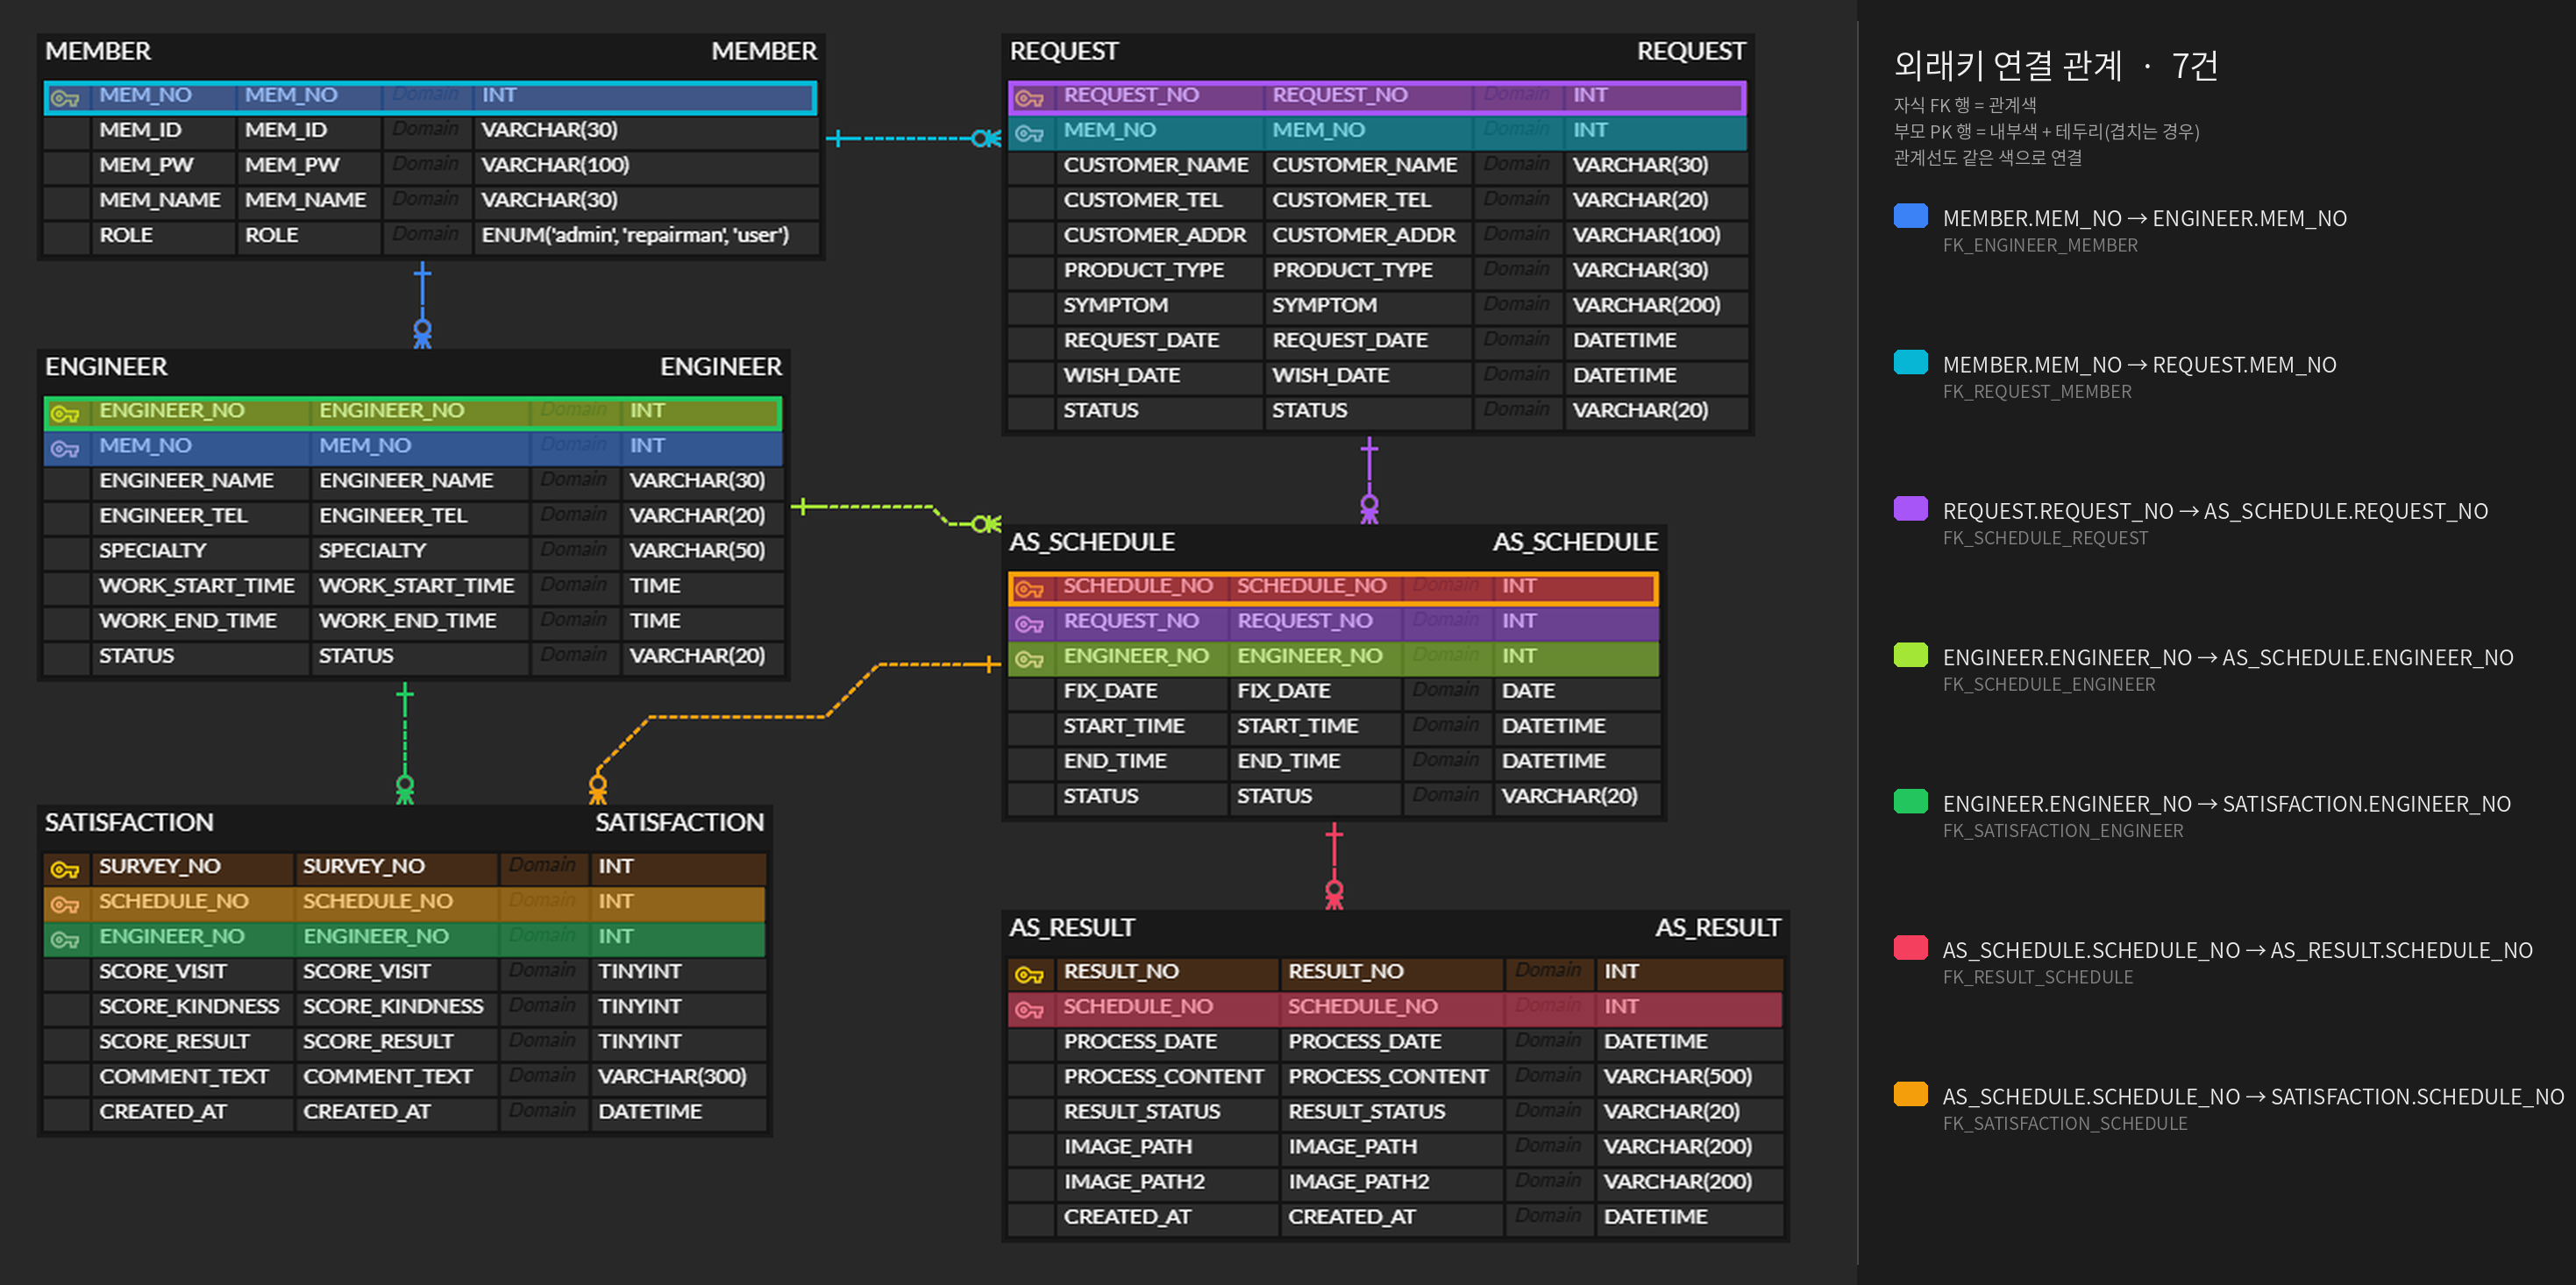 MEMBER MEMBER
MEM_NO MEM_NO Domain INT
MEM_ID MEM_ID Domain VARCHAR(30)
MEM_PW MEM_PW Domain VARCHAR(100)
MEM_NAME MEM_NAME Domain VARCHAR(30)
ROLE ROLE Domain ENUM('admin', 'repairman', 'user')
REQUEST REQUEST
REQUEST_NO REQUEST_NO Domain INT
MEM_NO MEM_NO Domain INT
CUSTOMER_NAME CUSTOMER_NAME Domain VARCHAR(30)
CUSTOMER_TEL CUSTOMER_TEL Domain VARCHAR(20)
CUSTOMER_ADDR CUSTOMER_ADDR Domain VARCHAR(100)
PRODUCT_TYPE PRODUCT_TYPE Domain VARCHAR(30)
SYMPTOM SYMPTOM Domain VARCHAR(200)
REQUEST_DATE REQUEST_DATE Domain DATETIME
WISH_DATE WISH_DATE Domain DATETIME
STATUS STATUS Domain VARCHAR(20)
ENGINEER ENGINEER
ENGINEER_NO ENGINEER_NO Domain INT
MEM_NO MEM_NO Domain INT
ENGINEER_NAME ENGINEER_NAME Domain VARCHAR(30)
ENGINEER_TEL ENGINEER_TEL Domain VARCHAR(20)
SPECIALTY SPECIALTY Domain VARCHAR(50)
WORK_START_TIME WORK_START_TIME Domain TIME
WORK_END_TIME WORK_END_TIME Domain TIME
STATUS STATUS Domain VARCHAR(20)
AS_SCHEDULE AS_SCHEDULE
SCHEDULE_NO SCHEDULE_NO Domain INT
REQUEST_NO REQUEST_NO Domain INT
ENGINEER_NO ENGINEER_NO Domain INT
FIX_DATE FIX_DATE Domain DATE
START_TIME START_TIME Domain DATETIME
END_TIME END_TIME Domain DATETIME
STATUS STATUS Domain VARCHAR(20)
SATISFACTION SATISFACTION
SURVEY_NO SURVEY_NO Domain INT
SCHEDULE_NO SCHEDULE_NO Domain INT
ENGINEER_NO ENGINEER_NO Domain INT
SCORE_VISIT SCORE_VISIT Domain TINYINT
SCORE_KINDNESS SCORE_KINDNESS Domain TINYINT
SCORE_RESULT SCORE_RESULT Domain TINYINT
COMMENT_TEXT COMMENT_TEXT Domain VARCHAR(300)
CREATED_AT CREATED_AT Domain DATETIME
AS_RESULT AS_RESULT
RESULT_NO RESULT_NO Domain INT
SCHEDULE_NO SCHEDULE_NO Domain INT
PROCESS_DATE PROCESS_DATE Domain DATETIME
PROCESS_CONTENT PROCESS_CONTENT Domain VARCHAR(500)
RESULT_STATUS RESULT_STATUS Domain VARCHAR(20)
IMAGE_PATH IMAGE_PATH Domain VARCHAR(200)
IMAGE_PATH2 IMAGE_PATH2 Domain VARCHAR(200)
CREATED_AT CREATED_AT Domain DATETIME
외래키 연결 관계 · 7건
자식 FK 행 = 관계색
부모 PK 행 = 내부색 + 테두리(겹치는 경우)
관계선도 같은 색으로 연결
MEMBER.MEM_NO → ENGINEER.MEM_NO
FK_ENGINEER_MEMBER
MEMBER.MEM_NO → REQUEST.MEM_NO
FK_REQUEST_MEMBER
REQUEST.REQUEST_NO → AS_SCHEDULE.REQUEST_NO
FK_SCHEDULE_REQUEST
ENGINEER.ENGINEER_NO → AS_SCHEDULE.ENGINEER_NO
FK_SCHEDULE_ENGINEER
ENGINEER.ENGINEER_NO → SATISFACTION.ENGINEER_NO
FK_SATISFACTION_ENGINEER
AS_SCHEDULE.SCHEDULE_NO → AS_RESULT.SCHEDULE_NO
FK_RESULT_SCHEDULE
AS_SCHEDULE.SCHEDULE_NO → SATISFACTION.SCHEDULE_NO
FK_SATISFACTION_SCHEDULE